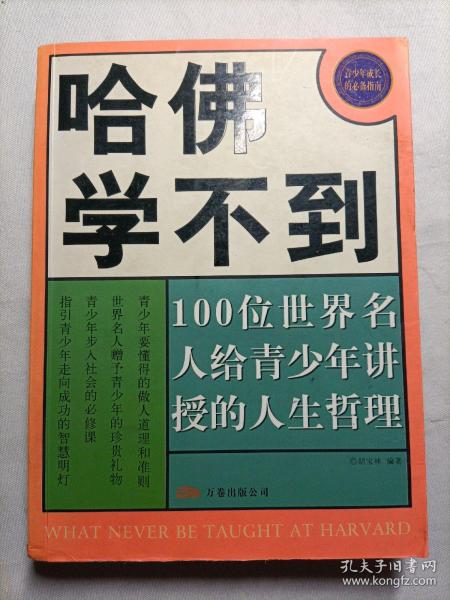 青少年成长
的必备指南
哈佛
学不到
100位世界名
人给青少年讲
授的人生哲理
青少年要懂得的做人道理和准则
世界名人赠予青少年的珍贵礼物
青少年步入社会的必修课
指引青少年走向成功的智慧明灯
◎胡宝林 编著
万卷出版公司
WHAT NEVER BE TAUGHT AT HARVARD
孔夫子旧书网
www.kongfz.com